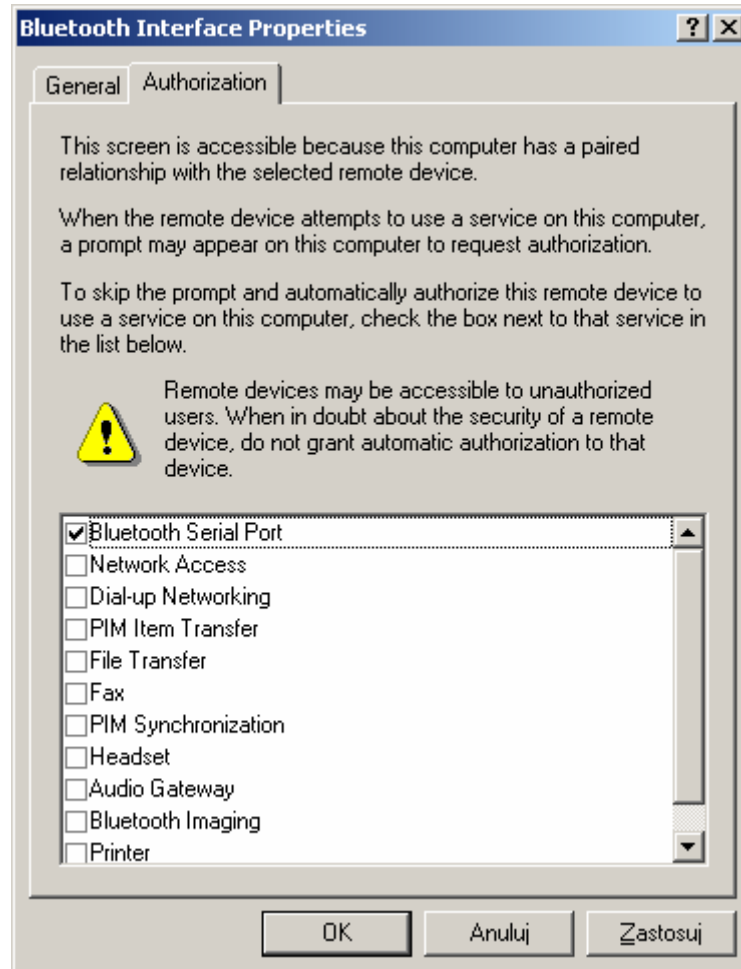 Bluetooth Interface Properties
General
Authorization
This screen is accessible because this computer has a paired
relationship with the selected remote device.
When the remote device attempts to use a service on this computer,
a prompt may appear on this computer to request authorization.
To skip the prompt and automatically authorize this remote device to
use a service on this computer, check the box next to that service in
the list below.
Remote devices may be accessible to unauthorized
users. When in doubt about the security of a remote
device, do not grant automatic authorization to that
device.
Bluetooth Serial Port
Network Access
Dial-up Networking
PIM Item Transfer
File Transfer
Fax
PIM Synchronization
Headset
Audio Gateway
Bluetooth Imaging
Printer
OK
Anuluj
Zastosuj